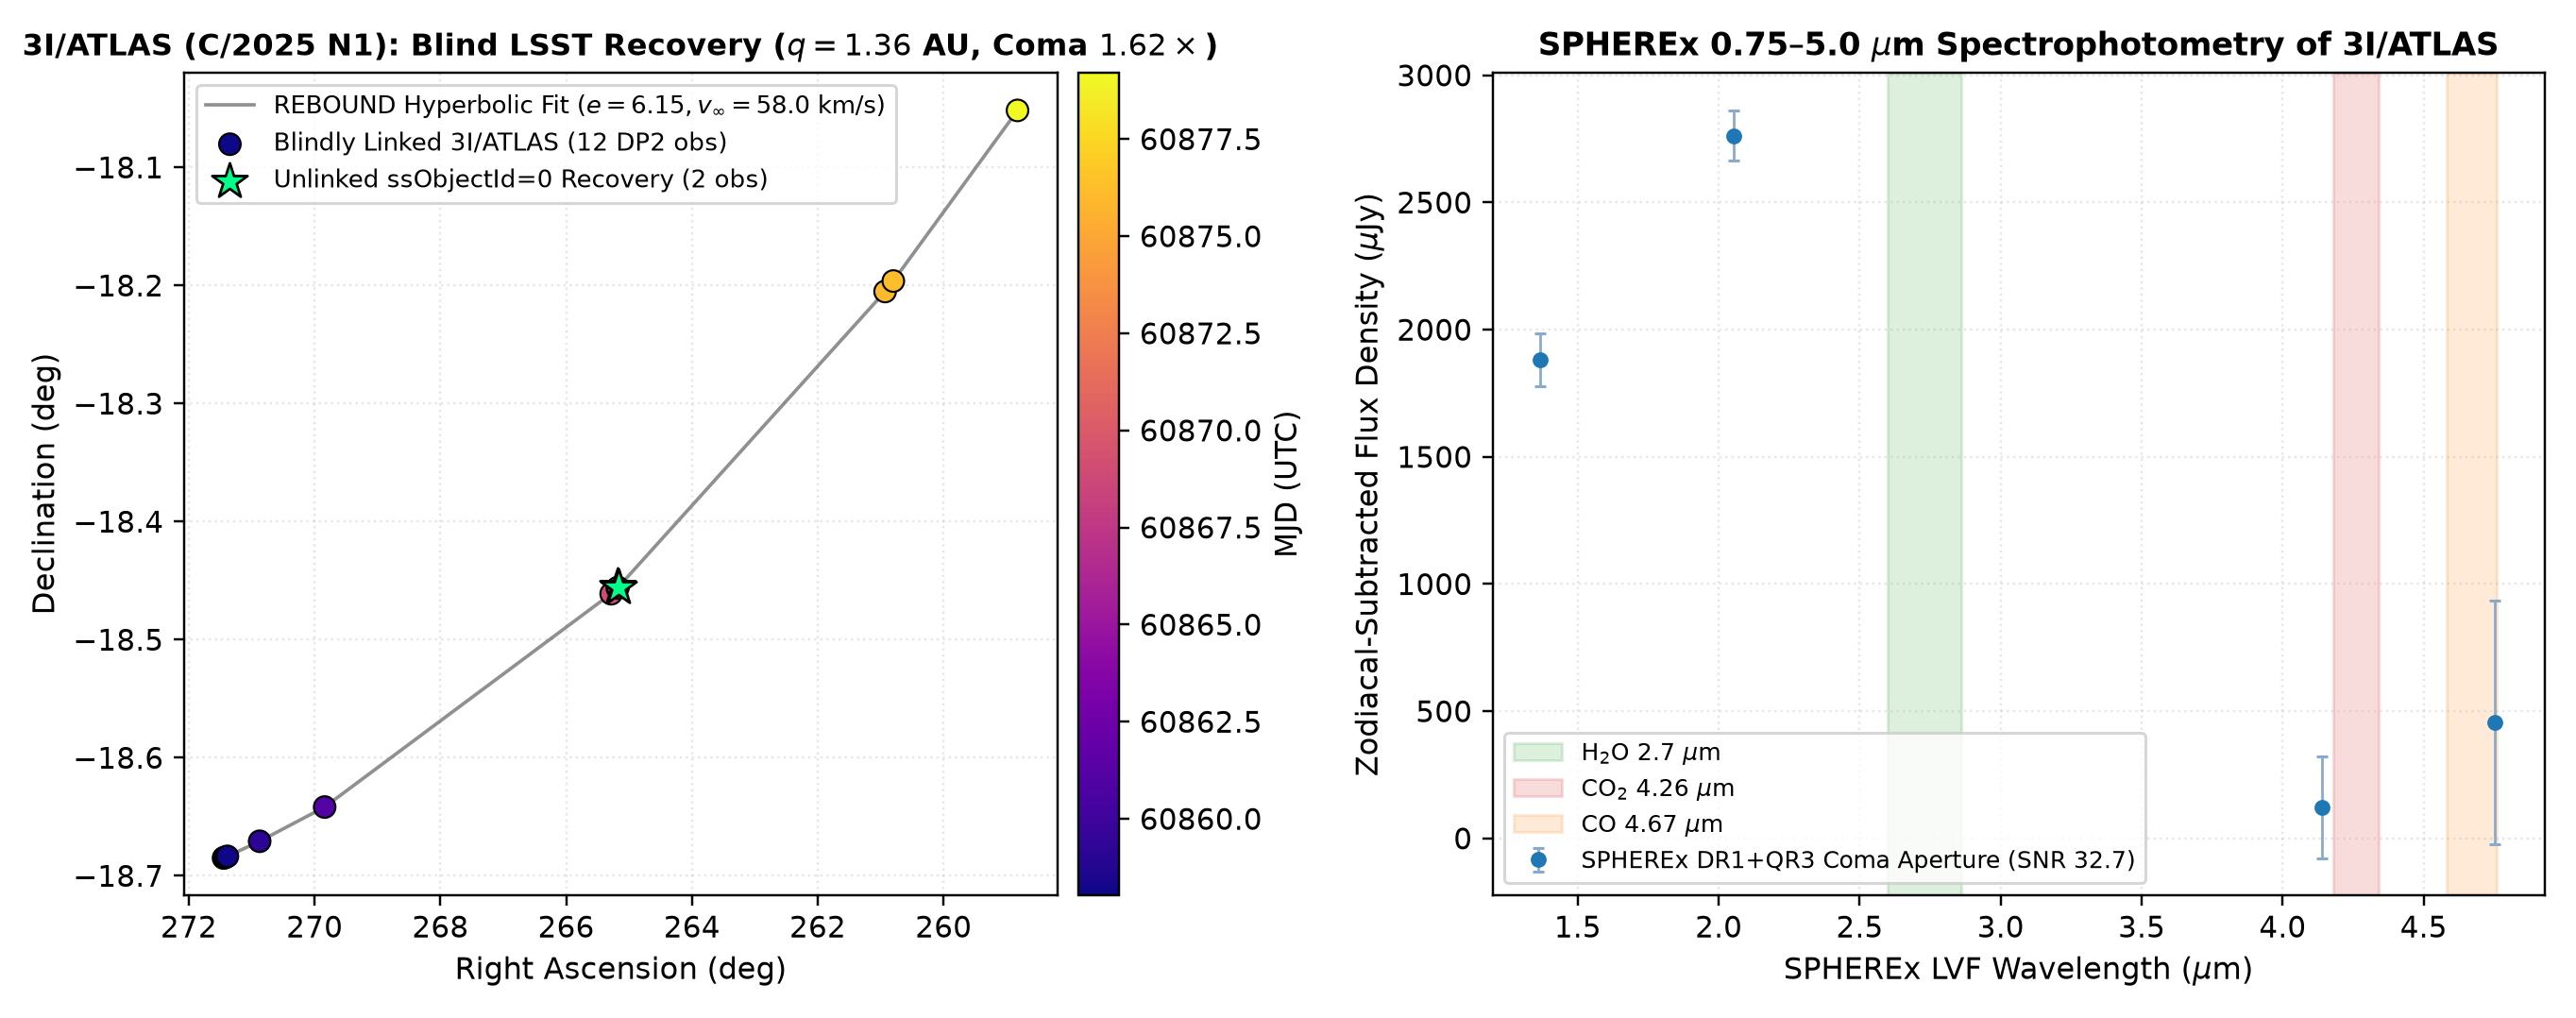 3I/ATLAS (C/2025 N1): Blind LSST Recovery (q = 1.36 AU, Coma 1.62 ×)
REBOUND Hyperbolic Fit (e = 6.15, v∞ = 58.0 km/s)
Blindly Linked 3I/ATLAS (12 DP2 obs)
Unlinked ssObjectId=0 Recovery (2 obs)
Declination (deg)
−18.1
−18.2
−18.3
−18.4
−18.5
−18.6
−18.7
272 270 268 266 264 262 260
Right Ascension (deg)
60877.5
60875.0
60872.5
60870.0
60867.5
60865.0
60862.5
60860.0
MJD (UTC)
SPHEREx 0.75–5.0 μm Spectrophotometry of 3I/ATLAS
Zodiacal-Subtracted Flux Density (μJy)
3000
2500
2000
1500
1000
500
0
H₂O 2.7 μm
CO₂ 4.26 μm
CO 4.67 μm
SPHEREx DR1+QR3 Coma Aperture (SNR 32.7)
1.5 2.0 2.5 3.0 3.5 4.0 4.5
SPHEREx LVF Wavelength (μm)